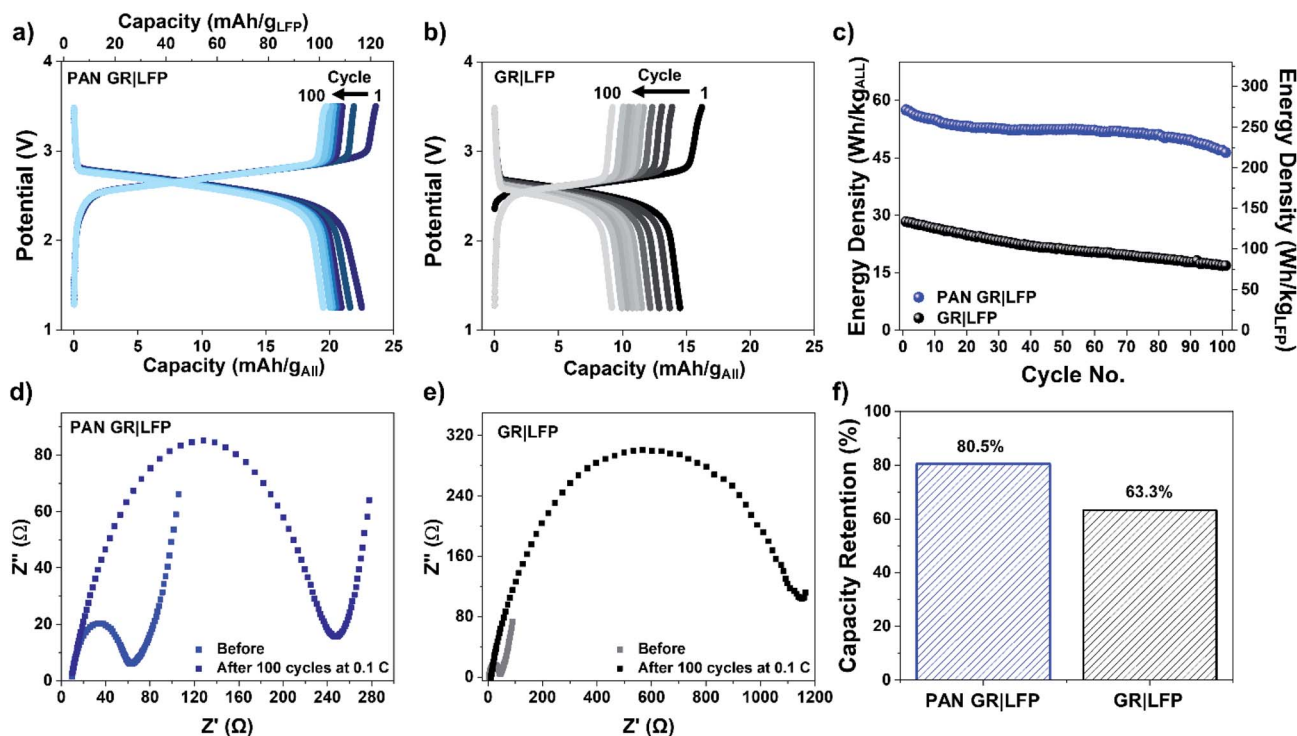 a)
Capacity (mAh/gLFP)
0 20 40 60 80 100 120
PAN GR|LFP
Cycle
100 1
Potential (V)
4
3
2
1
0 5 10 15 20 25
Capacity (mAh/gAll)
b)
GR|LFP
Cycle
100 1
Potential (V)
4
3
2
1
0 5 10 15 20 25
Capacity (mAh/gAll)
c)
Energy Density (Wh/kgALL)
60
45
30
15
0
PAN GR|LFP
GR|LFP
300
250
200
150
100
50
0
Energy Density (Wh/kgLFP)
0 10 20 30 40 50 60 70 80 90 100
Cycle No.
d)
PAN GR|LFP
Z'' (Ω)
80
60
40
20
0
Before
After 100 cycles at 0.1 C
0 40 80 120 160 200 240 280
Z' (Ω)
e)
GR|LFP
Z'' (Ω)
320
240
160
80
0
Before
After 100 cycles at 0.1 C
0 200 400 600 800 1000 1200
Z' (Ω)
f)
Capacity Retention (%)
100
80
60
40
20
0
80.5%
63.3%
PAN GR|LFP GR|LFP